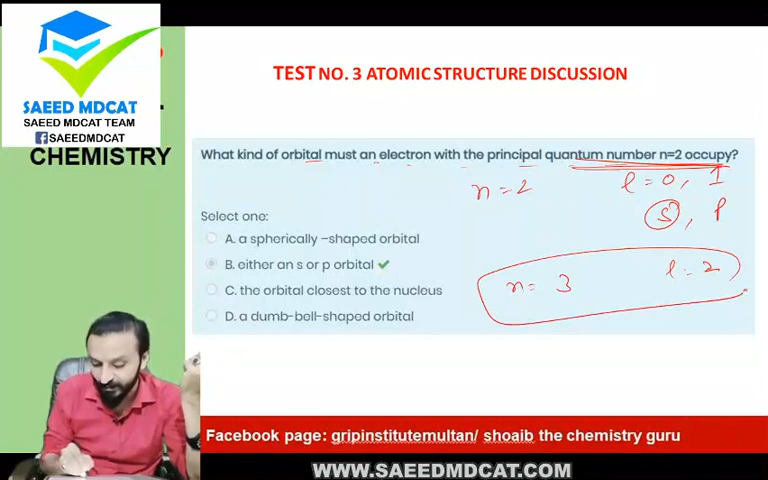 TEST NO. 3 ATOMIC STRUCTURE DISCUSSION
SAEED MDCAT
SAEED MDCAT TEAM
SAEEDMDCAT
CHEMISTRY
What kind of orbital must an electron with the principal quantum number n=2 occupy?
n = 2
l = 0, 1
S, P
Select one:
A. a spherically –shaped orbital
B. either an s or p orbital
C. the orbital closest to the nucleus
D. a dumb-bell-shaped orbital
n = 3
l = 2
Facebook page: gripinstitutemultan/ shoaib the chemistry guru
WWW.SAEEDMDCAT.COM